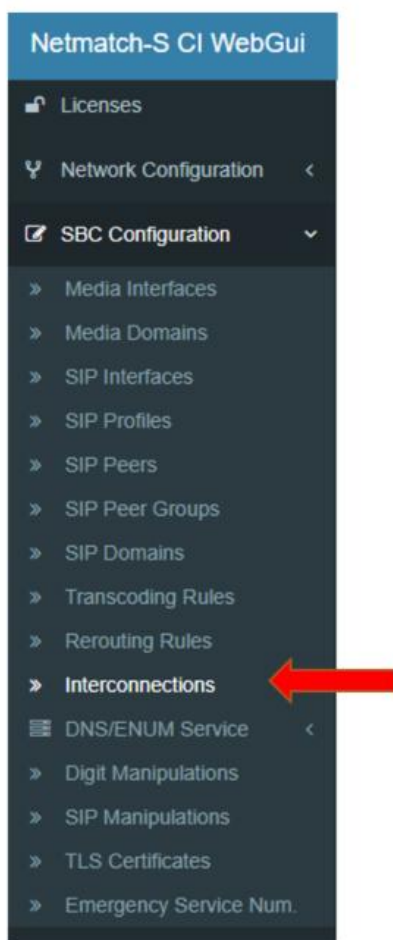 Netmatch-S CI WebGui
Licenses
Network Configuration
SBC Configuration
Media Interfaces
Media Domains
SIP Interfaces
SIP Profiles
SIP Peers
SIP Peer Groups
SIP Domains
Transcoding Rules
Rerouting Rules
Interconnections
DNS/ENUM Service
Digit Manipulations
SIP Manipulations
TLS Certificates
Emergency Service Num.